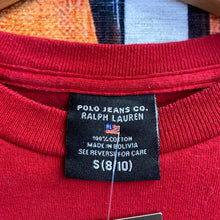 POLO JEANS CO.
RALPH LAUREN
100% COTTON
MADE IN BOLIVIA
SEE REVERSE FOR CARE
S(8/10)